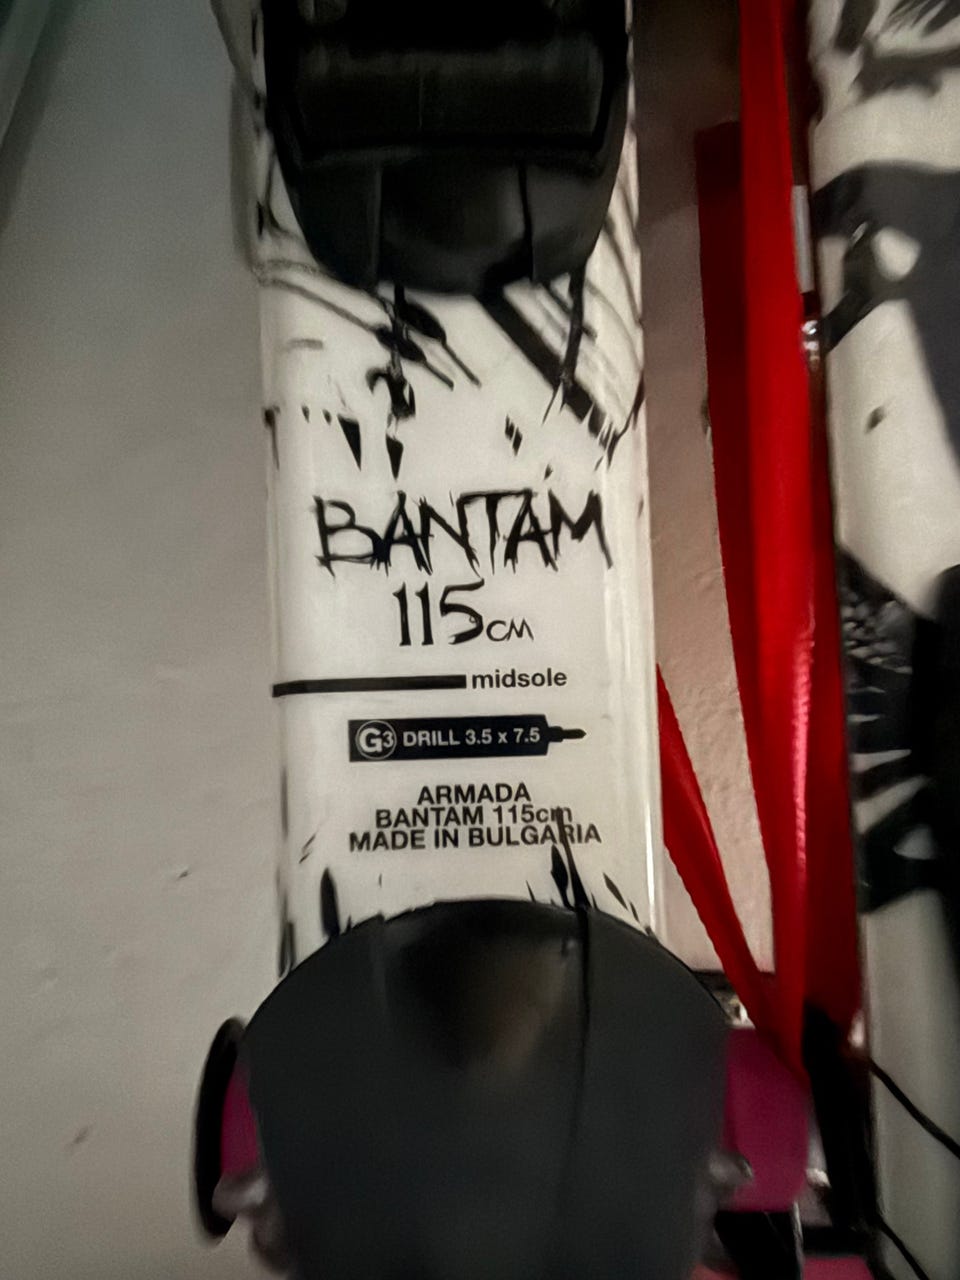 BANTAM
115CM
midsole
G3 DRILL 3.5 x 7.5
ARMADA
BANTAM 115cm
MADE IN BULGARIA